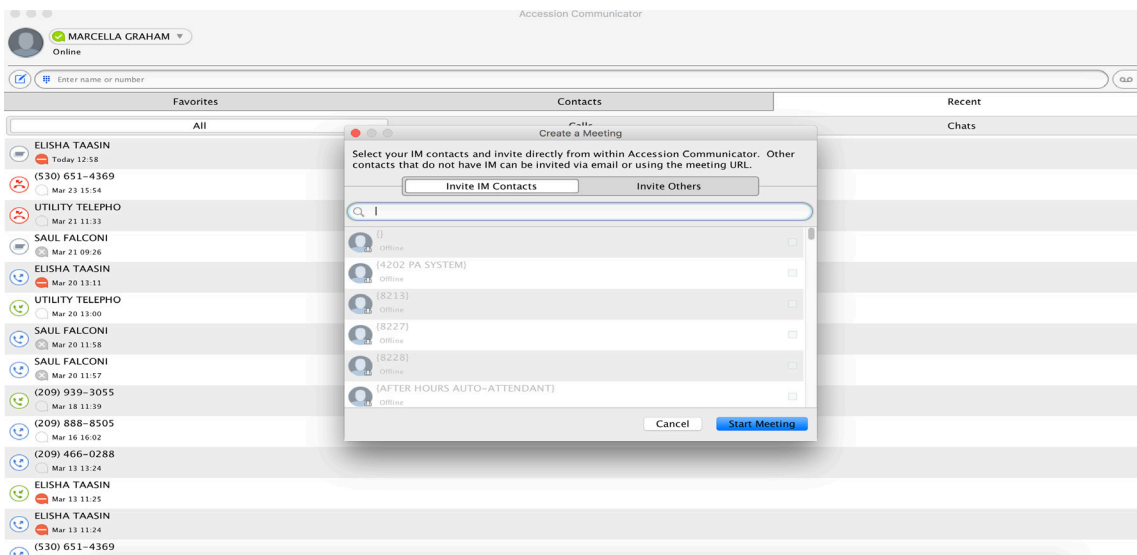 Accession Communicator
MARCELLA GRAHAM
Online
Enter name or number
Favorites Contacts Recent
All Calls Chats
ELISHA TAASIN
Today 12:58
(530) 651-4369
Mar 23 15:54
UTILITY TELEPHO
Mar 21 11:33
SAUL FALCONI
Mar 21 09:26
ELISHA TAASIN
Mar 20 13:11
UTILITY TELEPHO
Mar 20 13:00
SAUL FALCONI
Mar 20 11:58
SAUL FALCONI
Mar 20 11:57
(209) 939-3055
Mar 18 11:39
(209) 888-8505
Mar 16 16:02
(209) 466-0288
Mar 13 13:24
ELISHA TAASIN
Mar 13 11:25
ELISHA TAASIN
Mar 13 11:24
(530) 651-4369
Create a Meeting
Select your IM contacts and invite directly from within Accession Communicator. Other
contacts that do not have IM can be invited via email or using the meeting URL.
Invite IM Contacts Invite Others
{}
Offline
{4202 PA SYSTEM}
Offline
{8213}
Offline
{8227}
Offline
{8228}
Offline
{AFTER HOURS AUTO-ATTENDANT}
Offline
Cancel Start Meeting